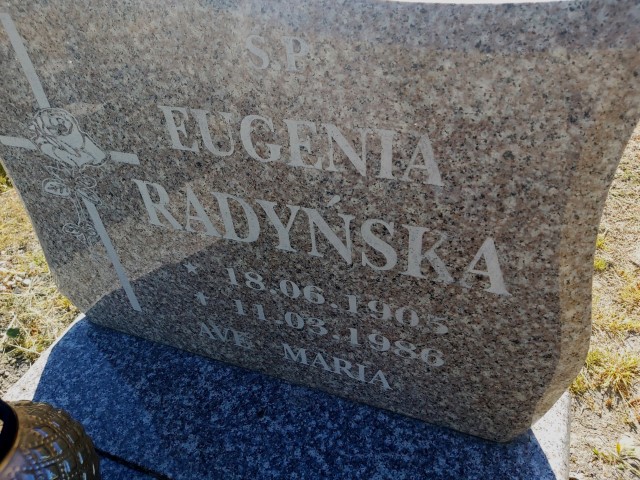 Ś.P.
EUGENIA
RADYŃSKA
* 18.06.1905
+ 11.03.1986
AVE MARIA